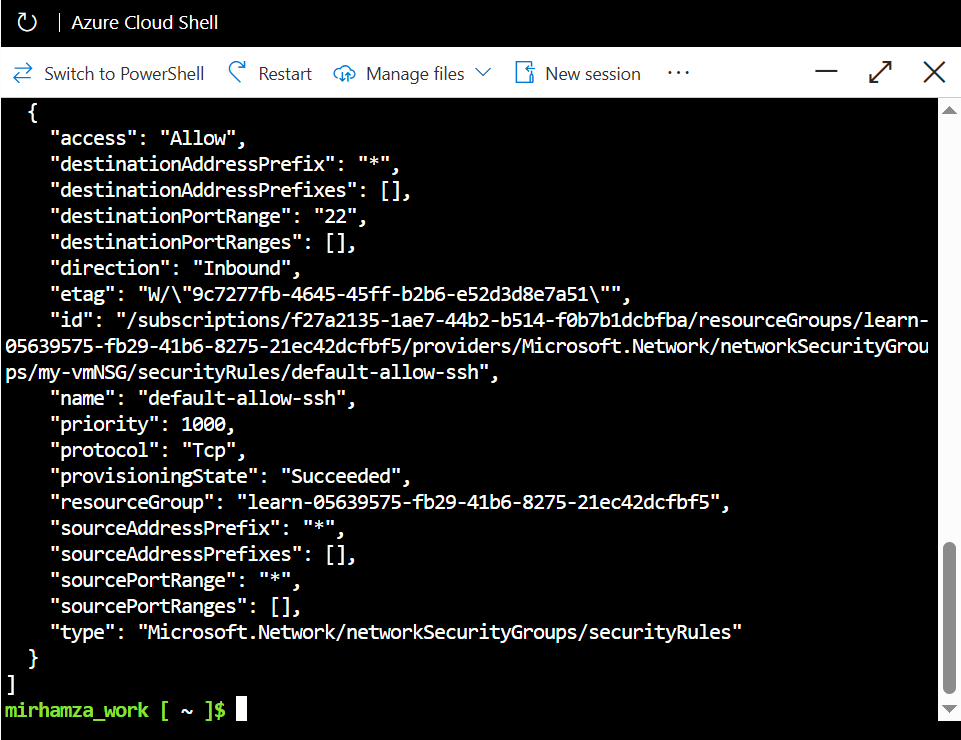 Azure Cloud Shell
Switch to PowerShell Restart Manage files New session ...
{
"access": "Allow",
"destinationAddressPrefix": "*",
"destinationAddressPrefixes": [],
"destinationPortRange": "22",
"destinationPortRanges": [],
"direction": "Inbound",
"etag": "W/\"9c7277fb-4645-45ff-b2b6-e52d3d8e7a51\"",
"id": "/subscriptions/f27a2135-1ae7-44b2-b514-f0b7b1dcbfba/resourceGroups/learn-
05639575-fb29-41b6-8275-21ec42dcfbf5/providers/Microsoft.Network/networkSecurityGrou
ps/my-vmNSG/securityRules/default-allow-ssh",
"name": "default-allow-ssh",
"priority": 1000,
"protocol": "Tcp",
"provisioningState": "Succeeded",
"resourceGroup": "learn-05639575-fb29-41b6-8275-21ec42dcfbf5",
"sourceAddressPrefix": "*",
"sourceAddressPrefixes": [],
"sourcePortRange": "*",
"sourcePortRanges": [],
"type": "Microsoft.Network/networkSecurityGroups/securityRules"
}
]
mirhamza_work [ ~ ]$